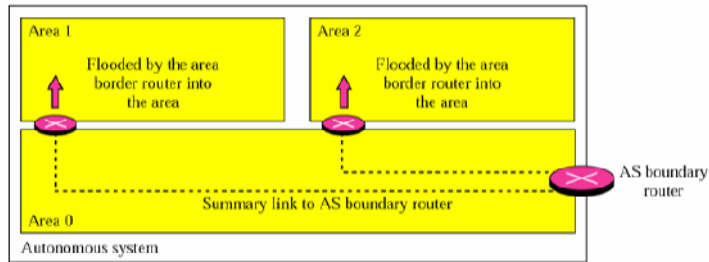 Area 1
Flooded by the area
border router into
the area
Area 2
Flooded by the area
border router into
the area
AS boundary
router
Summary link to AS boundary router
Area 0
Autonomous system